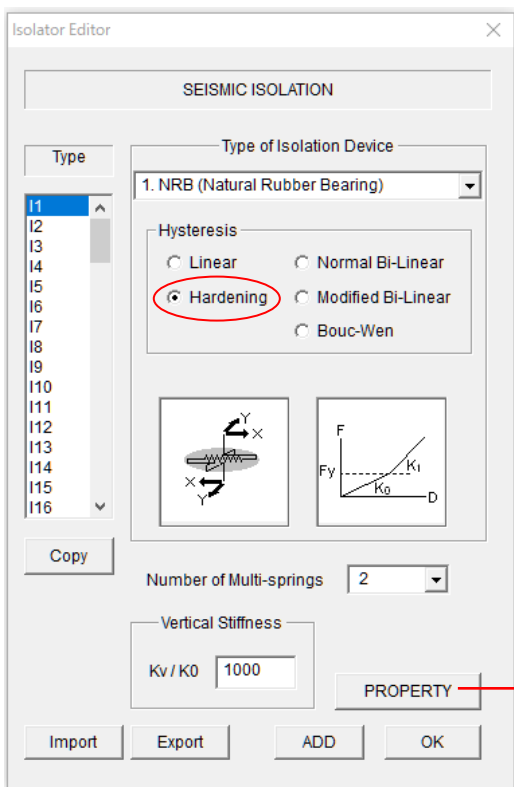 Isolator Editor
SEISMIC ISOLATION
Type
I1
I2
I3
I4
I5
I6
I7
I8
I9
I10
I11
I12
I13
I14
I15
I16
Copy
Type of Isolation Device
1. NRB (Natural Rubber Bearing)
Hysteresis
Linear
Normal Bi-Linear
Hardening
Modified Bi-Linear
Bouc-Wen
Y
X
X
Y
F
Fy
K1
K0
D
Number of Multi-springs 2
Vertical Stiffness
Kv / K0 1000
PROPERTY
Import Export ADD OK